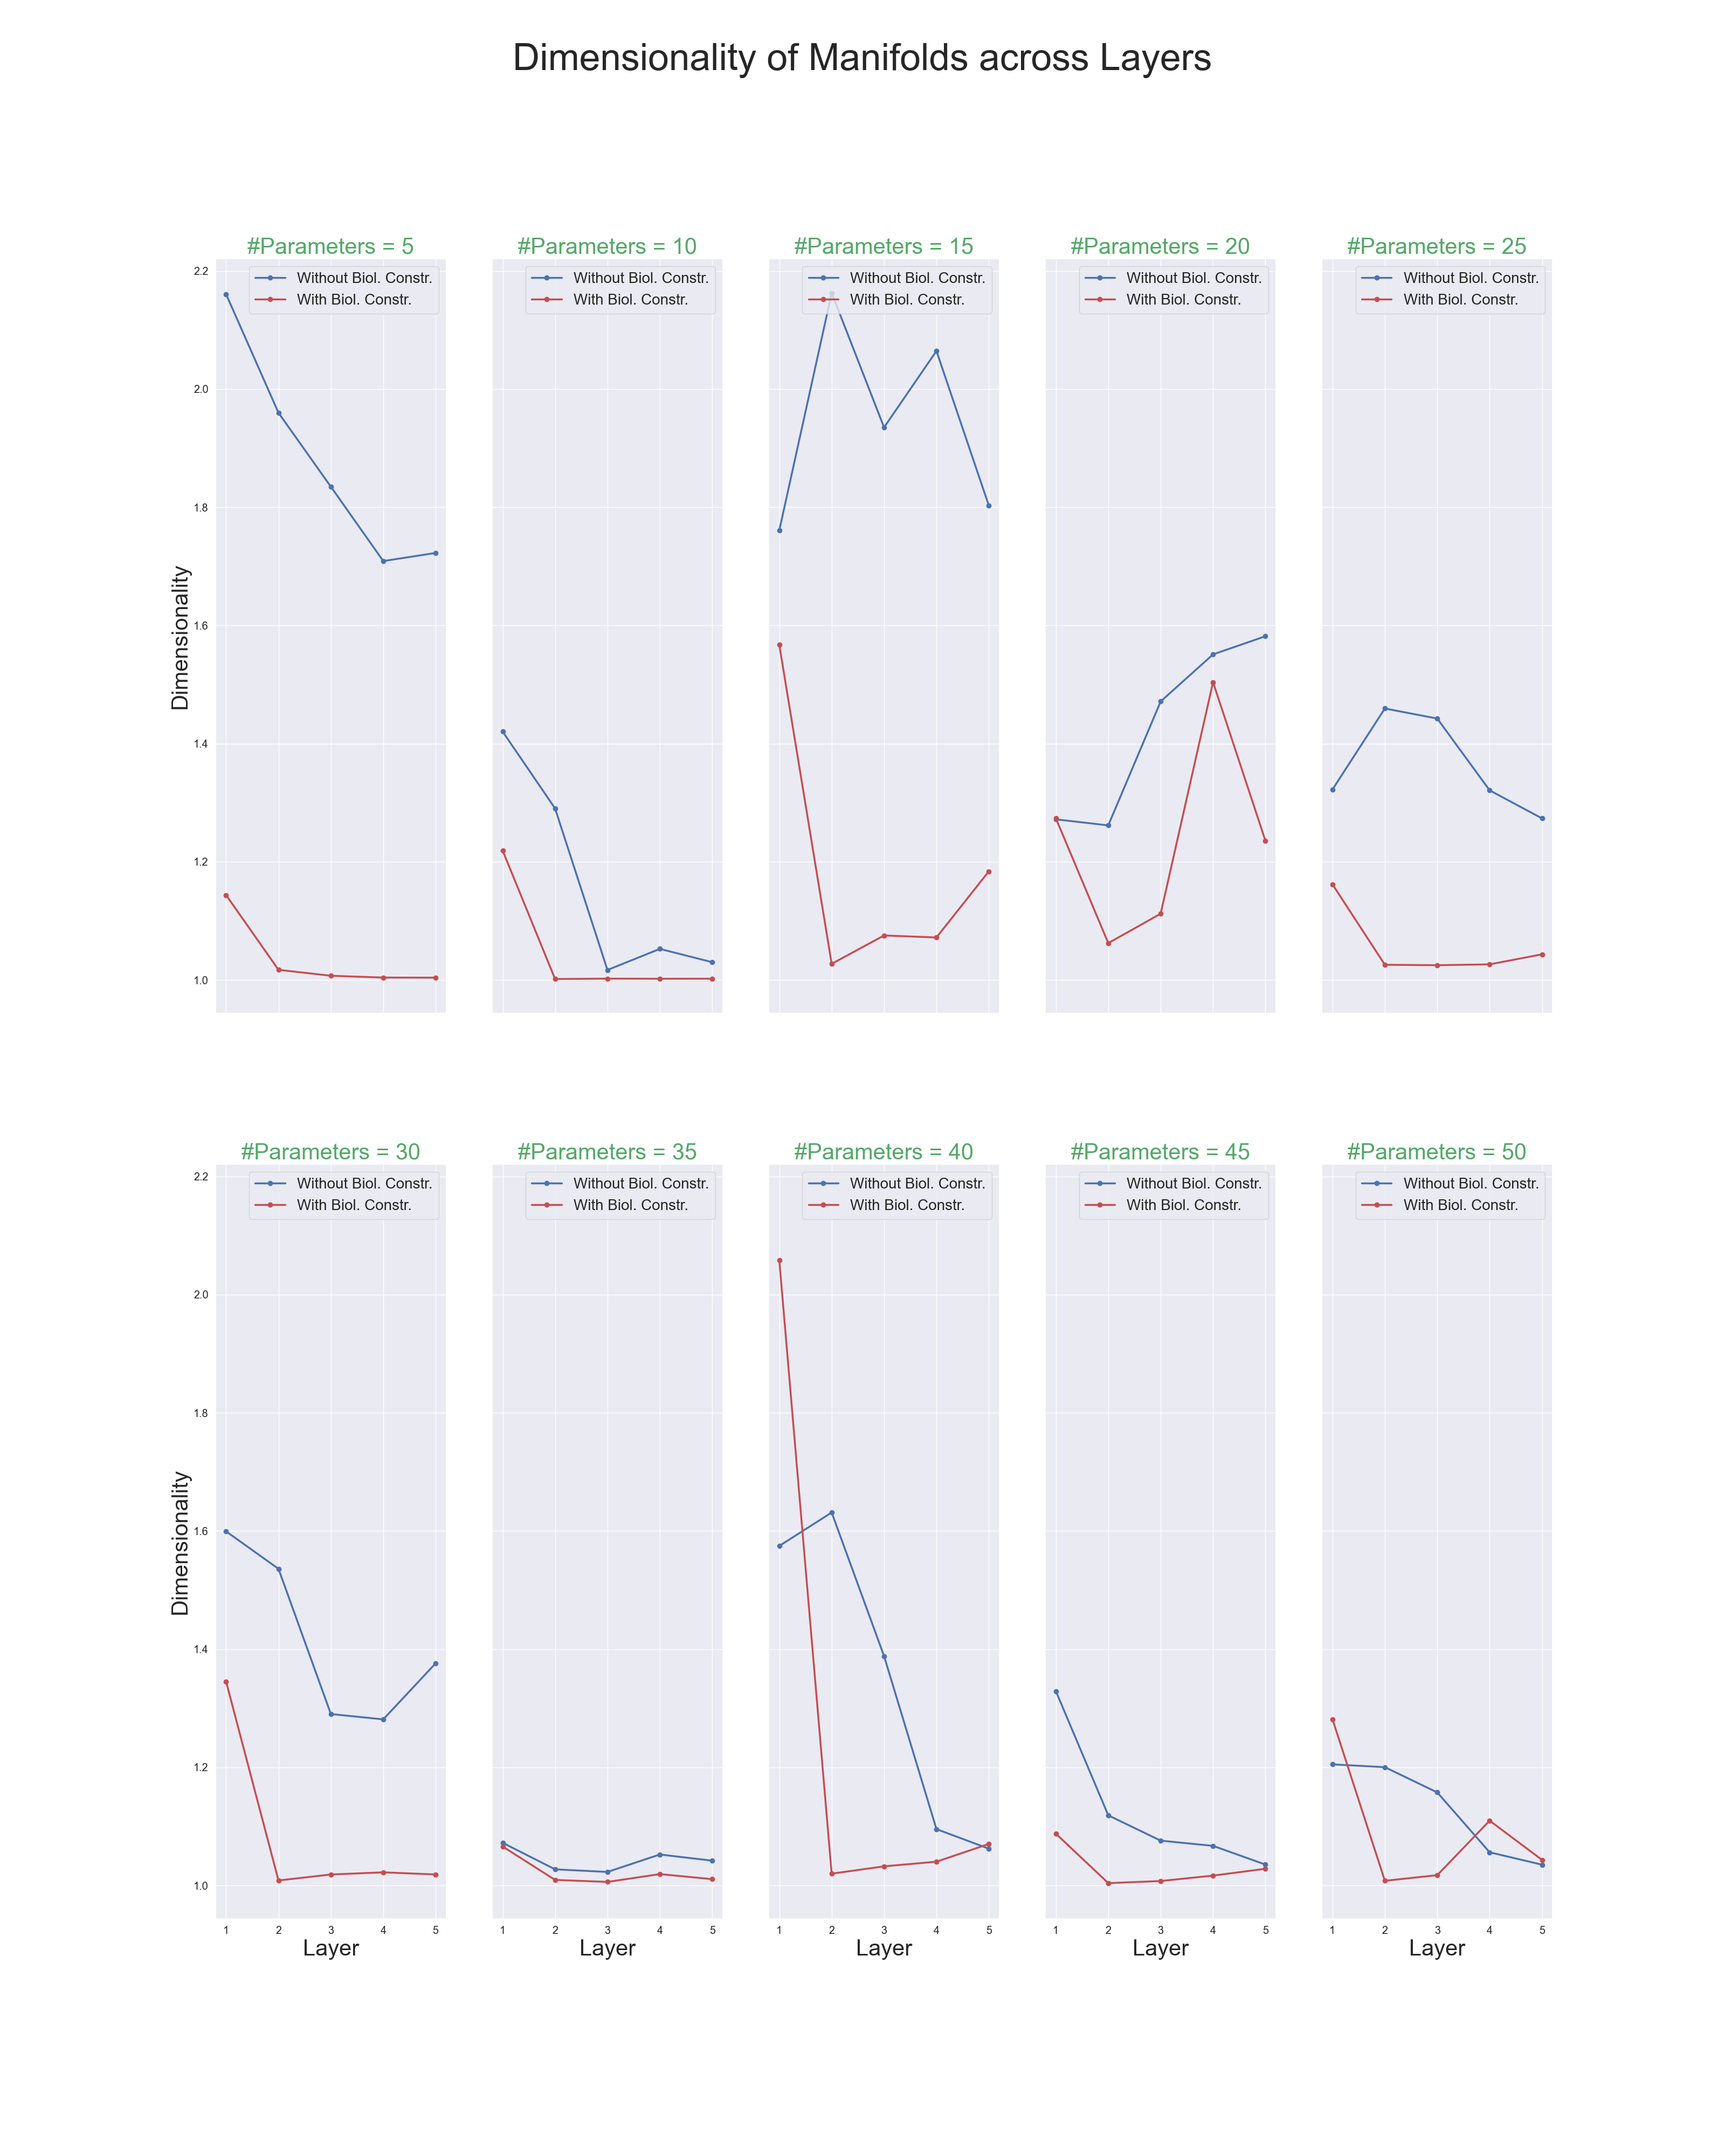 Dimensionality of Manifolds across Layers
#Parameters = 5
#Parameters = 10
#Parameters = 15
#Parameters = 20
#Parameters = 25
Without Biol. Constr.
With Biol. Constr.
Without Biol. Constr.
With Biol. Constr.
Without Biol. Constr.
With Biol. Constr.
Without Biol. Constr.
With Biol. Constr.
Without Biol. Constr.
With Biol. Constr.
Dimensionality
2.2
2.0
1.8
1.6
1.4
1.2
1.0
#Parameters = 30
#Parameters = 35
#Parameters = 40
#Parameters = 45
#Parameters = 50
Without Biol. Constr.
With Biol. Constr.
Without Biol. Constr.
With Biol. Constr.
Without Biol. Constr.
With Biol. Constr.
Without Biol. Constr.
With Biol. Constr.
Without Biol. Constr.
With Biol. Constr.
Dimensionality
2.2
2.0
1.8
1.6
1.4
1.2
1.0
1 2 3 4 5
Layer
1 2 3 4 5
Layer
1 2 3 4 5
Layer
1 2 3 4 5
Layer
1 2 3 4 5
Layer